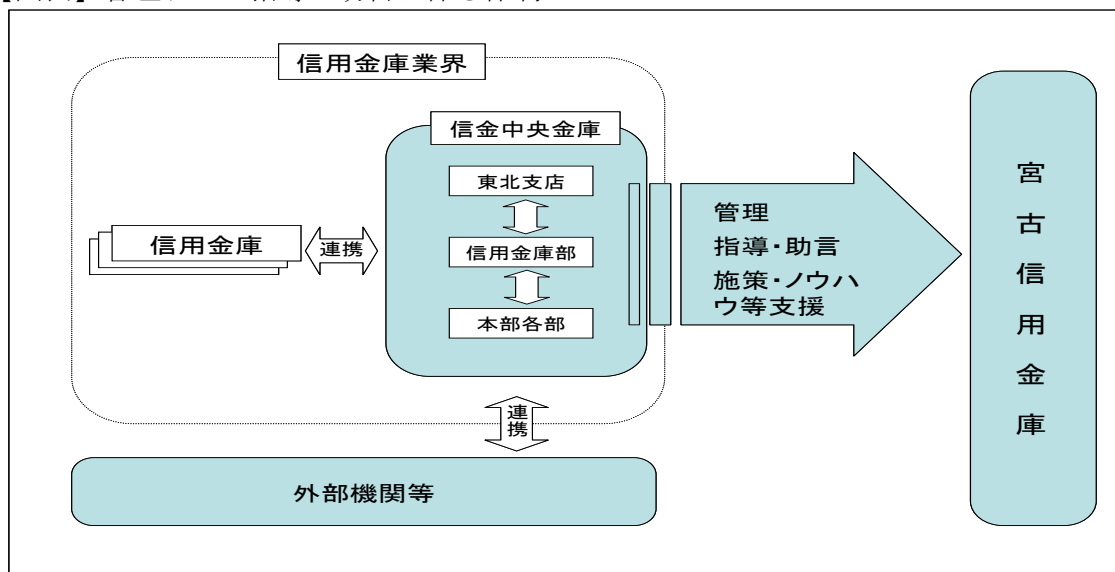 信用金庫業界
信金中央金庫
東北支店
信用金庫
連携
信用金庫部
本部各部
管理
指導・助言
施策・ノウハ
ウ等支援
宮古信用金庫
連携
外部機関等